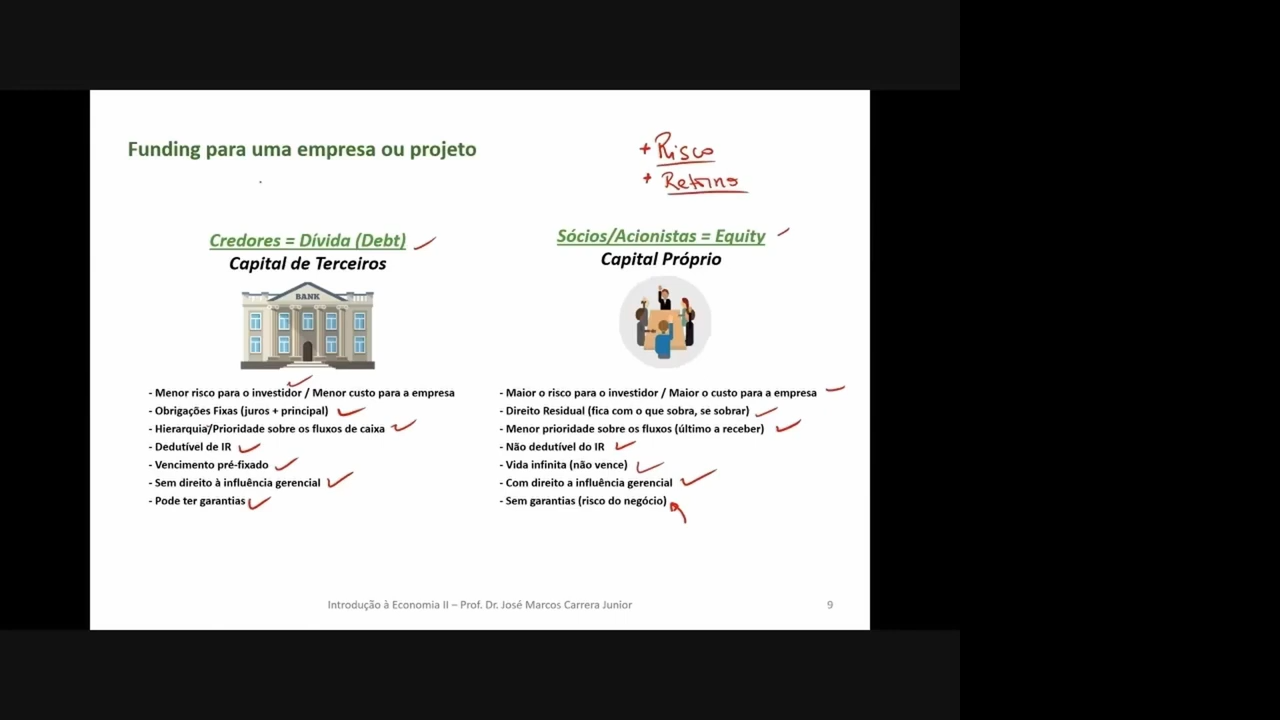 Funding para uma empresa ou projeto
+ Risco
+ Retorno
Credores = Dívida (Debt)
Capital de Terceiros
BANK
- Menor risco para o investidor / Menor custo para a empresa
- Obrigações Fixas (juros + principal)
- Hierarquia/Prioridade sobre os fluxos de caixa
- Dedutível de IR
- Vencimento pré-fixado
- Sem direito à influência gerencial
- Pode ter garantias
Sócios/Acionistas = Equity
Capital Próprio
- Maior o risco para o investidor / Maior o custo para a empresa
- Direito Residual (fica com o que sobra, se sobrar)
- Menor prioridade sobre os fluxos (último a receber)
- Não dedutível do IR
- Vida infinita (não vence)
- Com direito a influência gerencial
- Sem garantias (risco do negócio)
Introdução à Economia II – Prof. Dr. José Marcos Carrera Junior
9